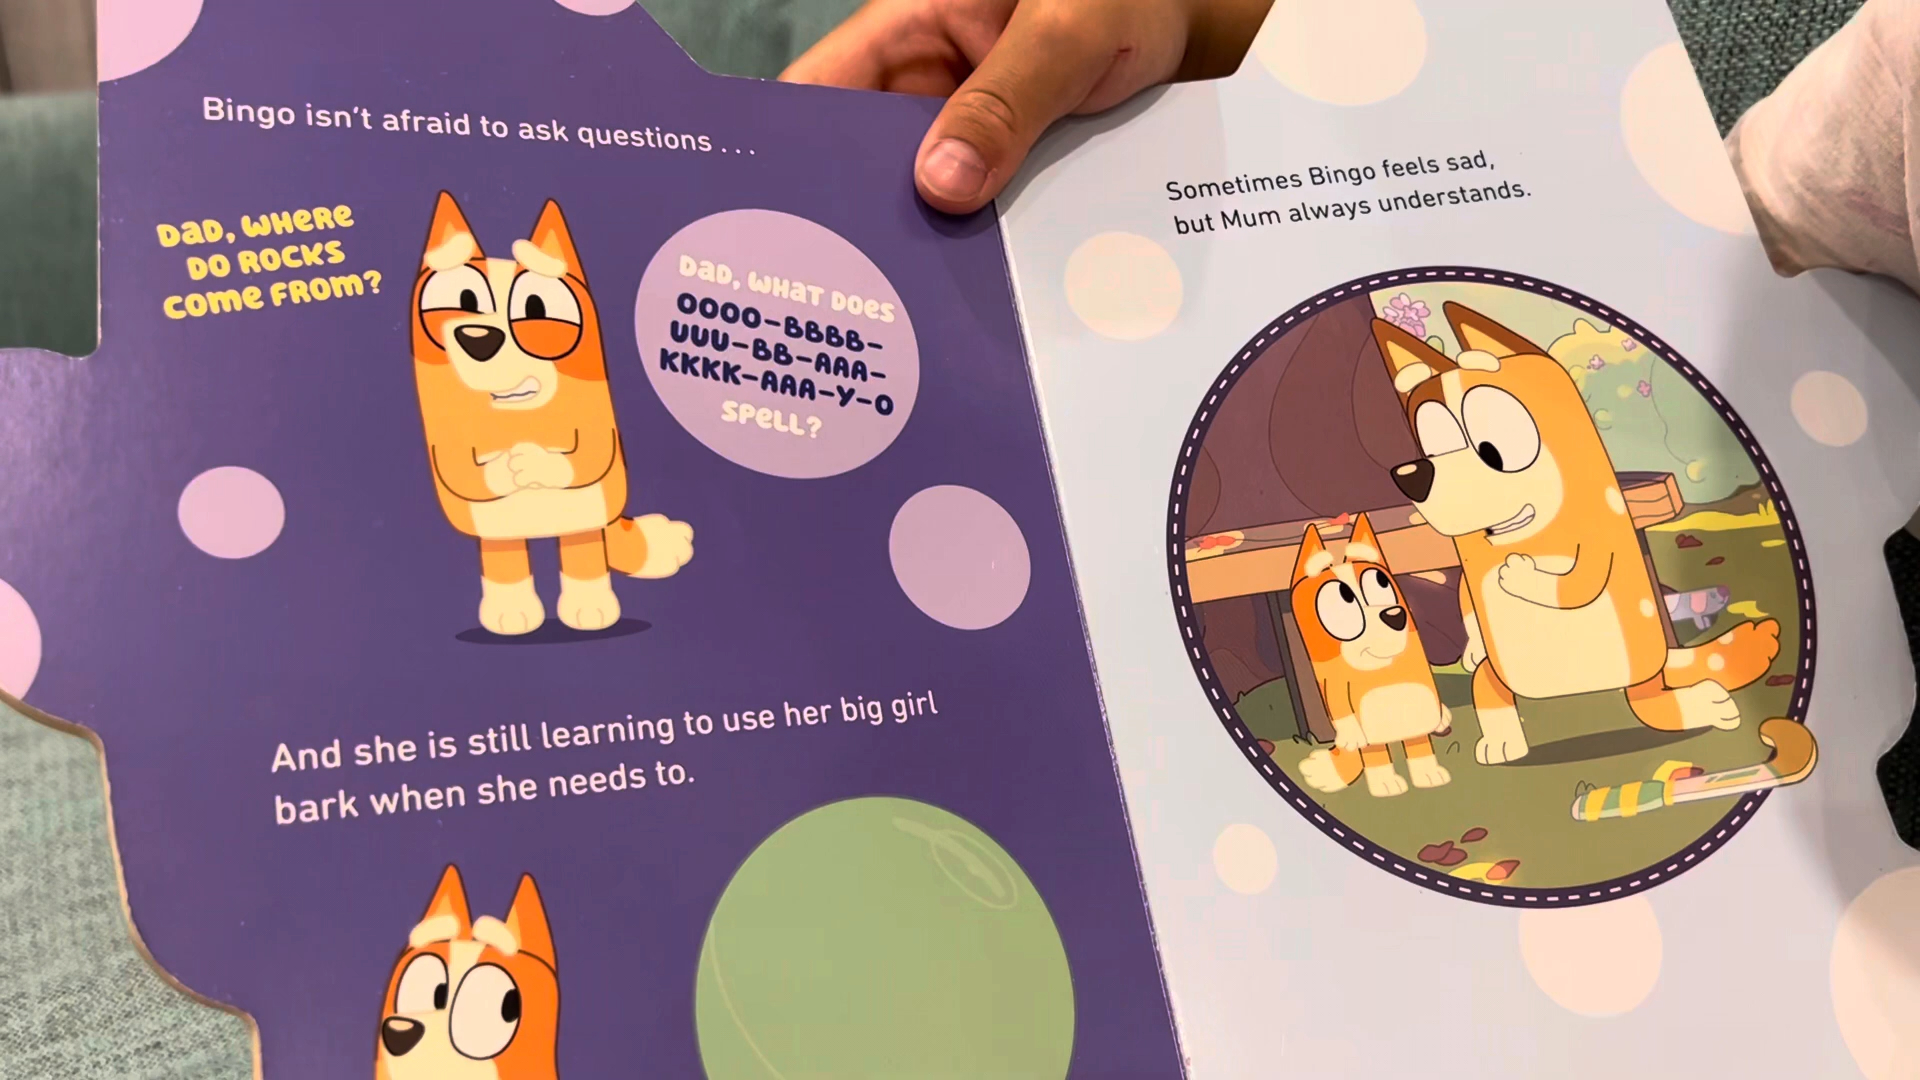 Bingo isn't afraid to ask questions . . .
DAD, WHERE
DO ROCKS
COME FROM?
DAD, WHAT DOES
OOOO-BBBB-
UUU-BB-AAA-
KKKK-AAA-Y-O
SPELL?
And she is still learning to use her big girl
bark when she needs to.
Sometimes Bingo feels sad,
but Mum always understands.